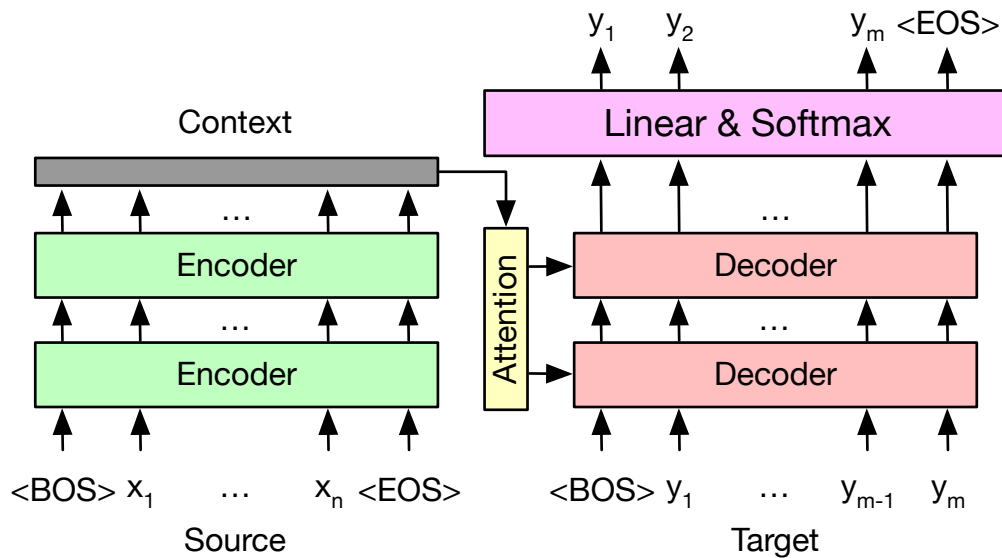 y₁ y₂ yₘ <EOS>
Linear & Softmax
Context
...
...
Encoder
Decoder
Attention
...
...
Encoder
Decoder
<BOS> x₁ ... xₙ <EOS>
<BOS> y₁ ... yₘ₋₁ yₘ
Source
Target